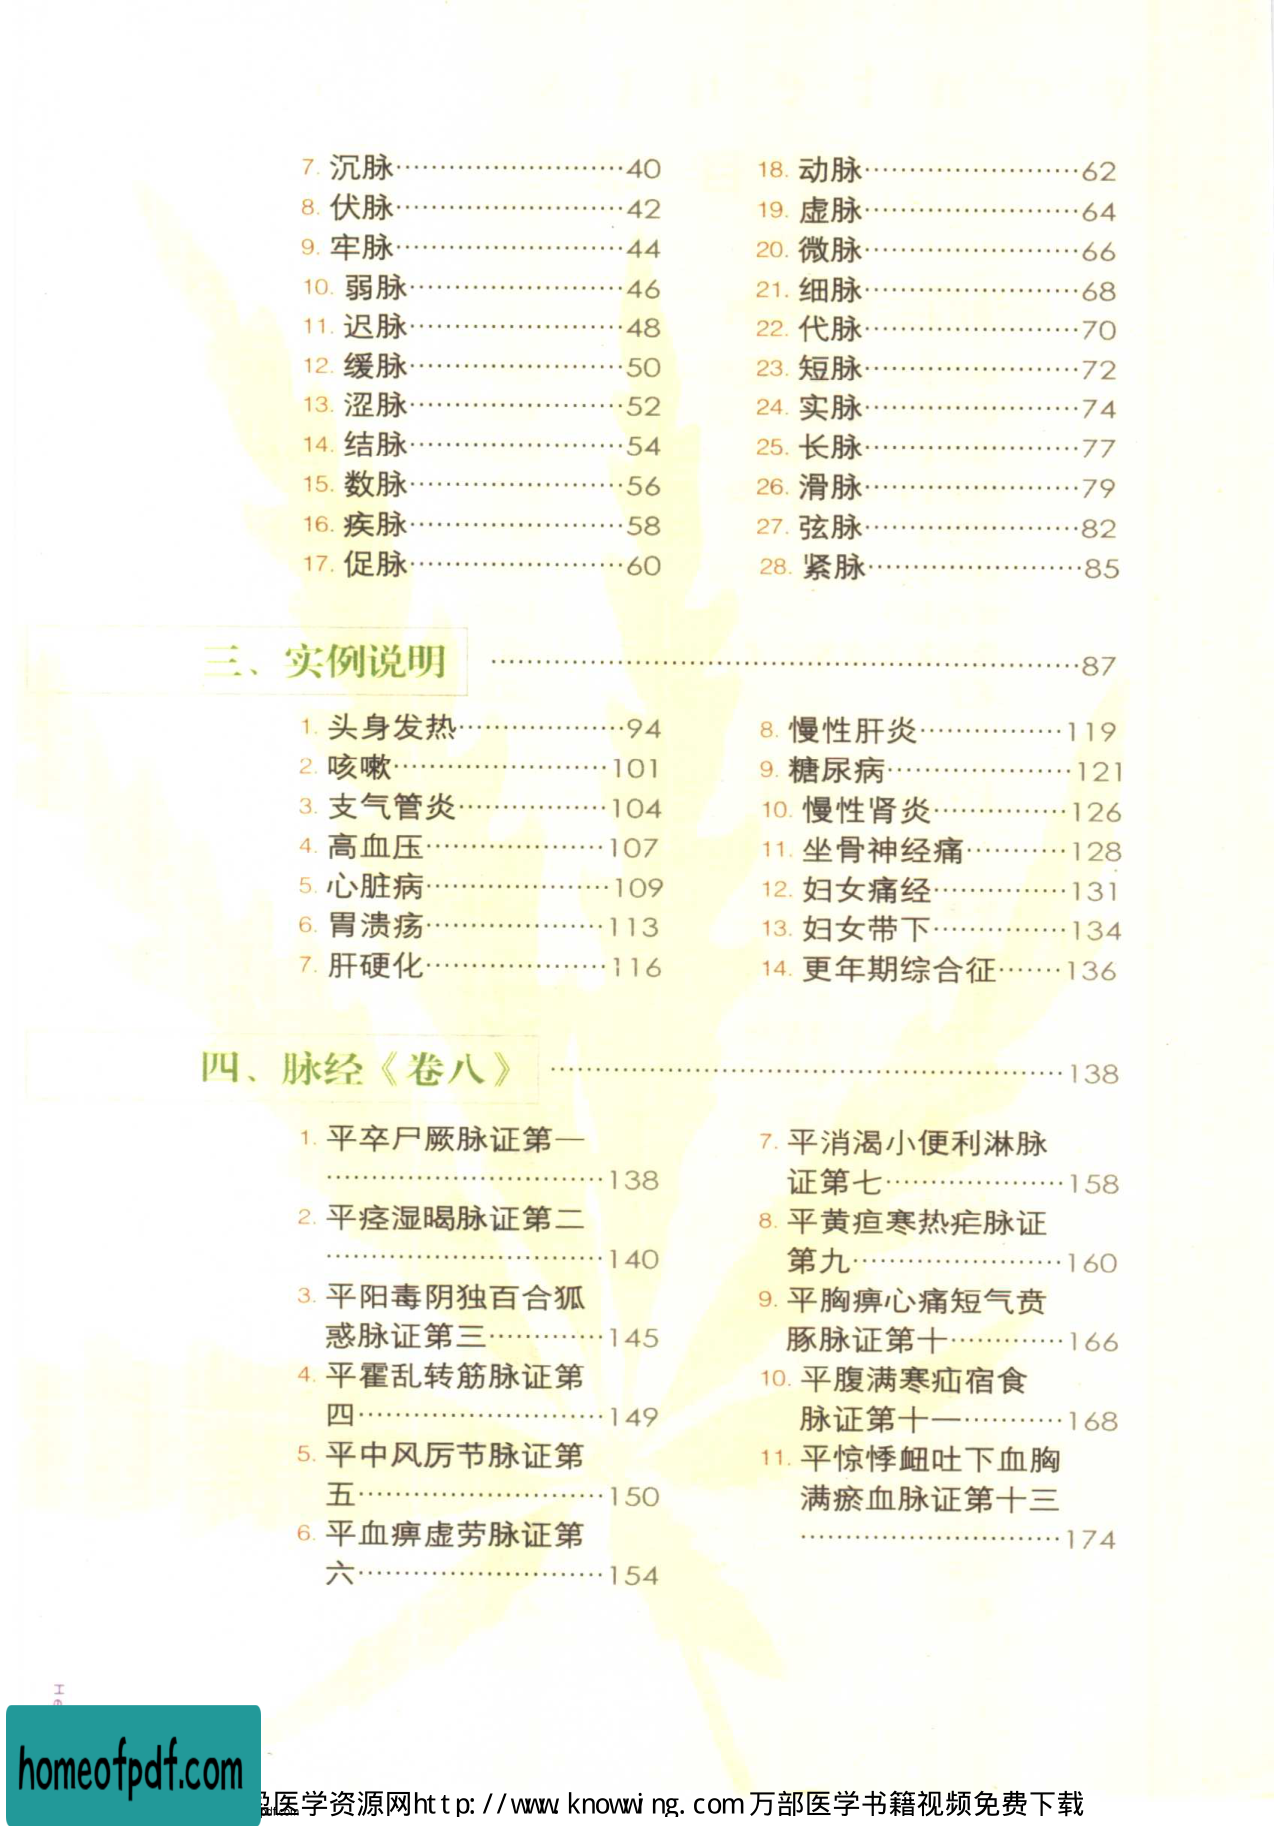 7. 沉脉………………………40
8. 伏脉………………………42
9. 牢脉………………………44
10. 弱脉……………………46
11. 迟脉……………………48
12. 缓脉……………………50
13. 涩脉……………………52
14. 结脉……………………54
15. 数脉……………………56
16. 疾脉……………………58
17. 促脉……………………60
18. 动脉……………………62
19. 虚脉……………………64
20. 微脉……………………66
21. 细脉……………………68
22. 代脉……………………70
23. 短脉……………………72
24. 实脉……………………74
25. 长脉……………………77
26. 滑脉……………………79
27. 弦脉……………………82
28. 紧脉……………………85
三、实例说明 ……………………………………………87
1. 头身发热………………94
2. 咳嗽……………………101
3. 支气管炎………………104
4. 高血压…………………107
5. 心脏病…………………109
6. 胃溃疡…………………113
7. 肝硬化…………………116
8. 慢性肝炎………………119
9. 糖尿病…………………121
10. 慢性肾炎……………126
11. 坐骨神经痛…………128
12. 妇女痛经……………131
13. 妇女带下……………134
14. 更年期综合征………136
四、脉经《卷八》 ……………………………………138
1. 平卒尸厥脉证第一
……………………………138
2. 平痉湿暍脉证第二
……………………………140
3. 平阳毒阴独百合狐
惑脉证第三…………145
4. 平霍乱转筋脉证第
四………………………149
5. 平中风厉节脉证第
五………………………150
6. 平血痹虚劳脉证第
六………………………154
7. 平消渴小便利淋脉
证第七…………………158
8. 平黄疸寒热疟脉证
第九……………………160
9. 平胸痹心痛短气贲
豚脉证第十…………166
10. 平腹满寒疝宿食
脉证第十一…………168
11. 平惊悸衄吐下血胸
满瘀血脉证第十三
…………………………174
homeofpdf.com
医学资源网http://www.knowwing.com万部医学书籍视频免费下载